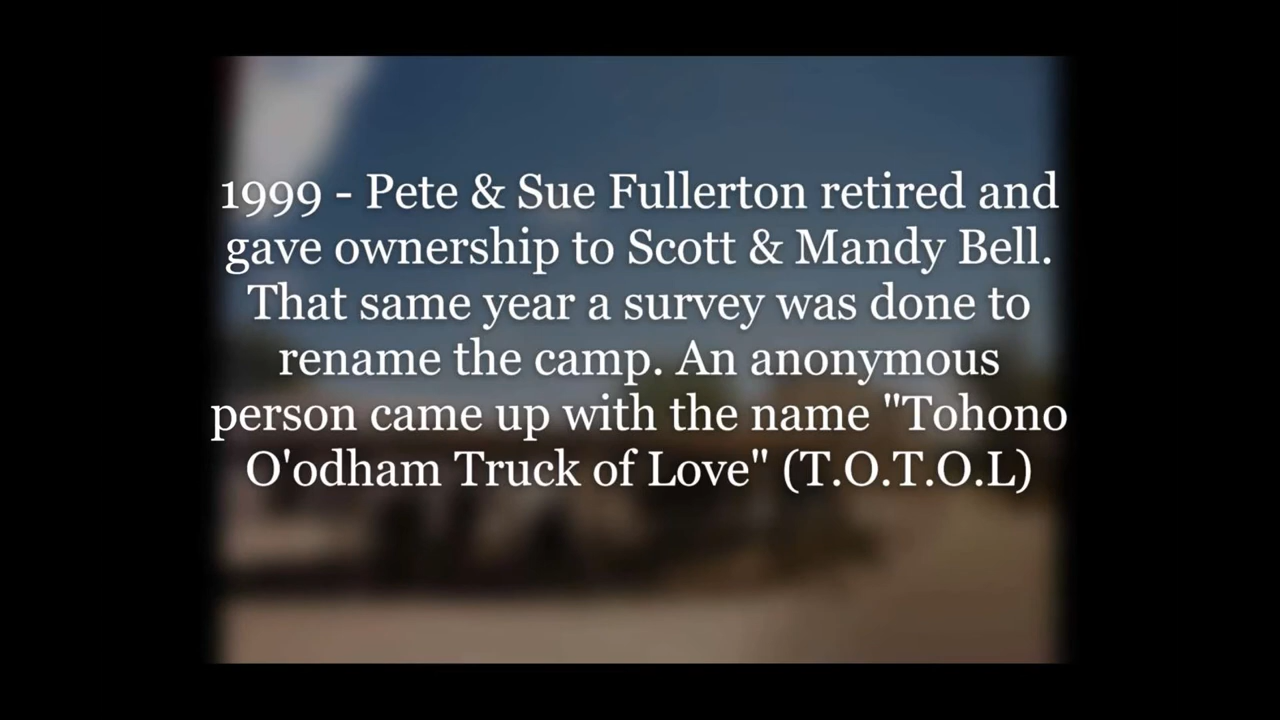 1999 - Pete & Sue Fullerton retired and
gave ownership to Scott & Mandy Bell.
That same year a survey was done to
rename the camp. An anonymous
person came up with the name "Tohono
O'odham Truck of Love" (T.O.T.O.L)